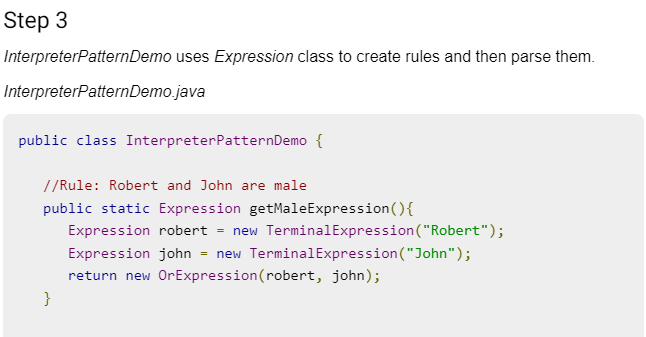 Step 3
InterpreterPatternDemo uses Expression class to create rules and then parse them.
InterpreterPatternDemo.java
public class InterpreterPatternDemo {
//Rule: Robert and John are male
public static Expression getMaleExpression(){
Expression robert = new TerminalExpression("Robert");
Expression john = new TerminalExpression("John");
return new OrExpression(robert, john);
}